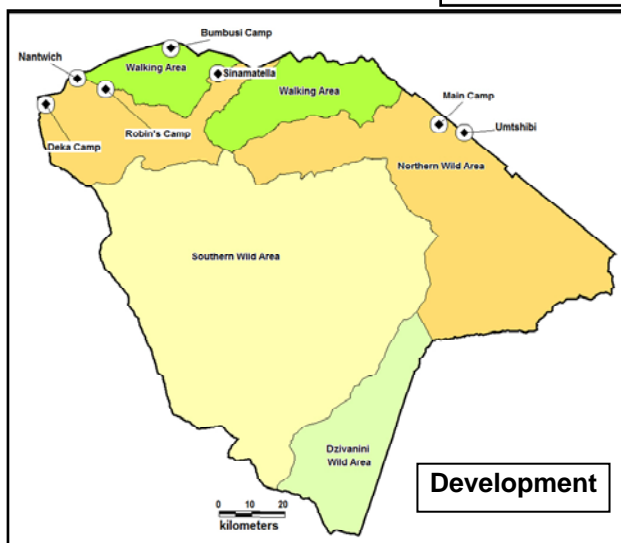 Bumbusi Camp
Nantwich
Walking Area
Sinamatella
Walking Area
Main Camp
Umtshibi
Robin's Camp
Deka Camp
Northern Wild Area
Southern Wild Area
Dzivanini
Wild Area
Development
0 5 10 20
kilometers